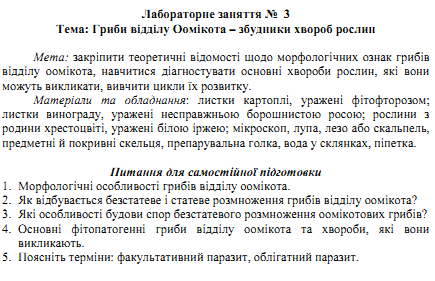 Лабораторне заняття № 3
Тема: Гриби відділу Оомікота – збудники хвороб рослин
Мета: закріпити теоретичні відомості щодо морфологічних ознак грибів
відділу оомікота, навчитися діагностувати основні хвороби рослин, які вони
можуть викликати, вивчити цикли їх розвитку.
Матеріали та обладнання: листки картоплі, уражені фітофторозом;
листки винограду, уражені несправжньою борошнистою росою; рослини з
родини хрестоцвіті, уражені білою іржею; мікроскоп, лупа, лезо або скальпель,
предметні й покривні скельця, препарувальна голка, вода у склянках, піпетка.
Питання для самостійної підготовки
1. Морфологічні особливості грибів відділу оомікота.
2. Як відбувається безстатеве і статеве розмноження грибів відділу оомікота?
3. Які особливості будови спор безстатевого розмноження оомікотових грибів?
4. Основні фітопатогенні гриби відділу оомікота та хвороби, які вони
викликають.
5. Поясніть терміни: факультативний паразит, облігатний паразит.